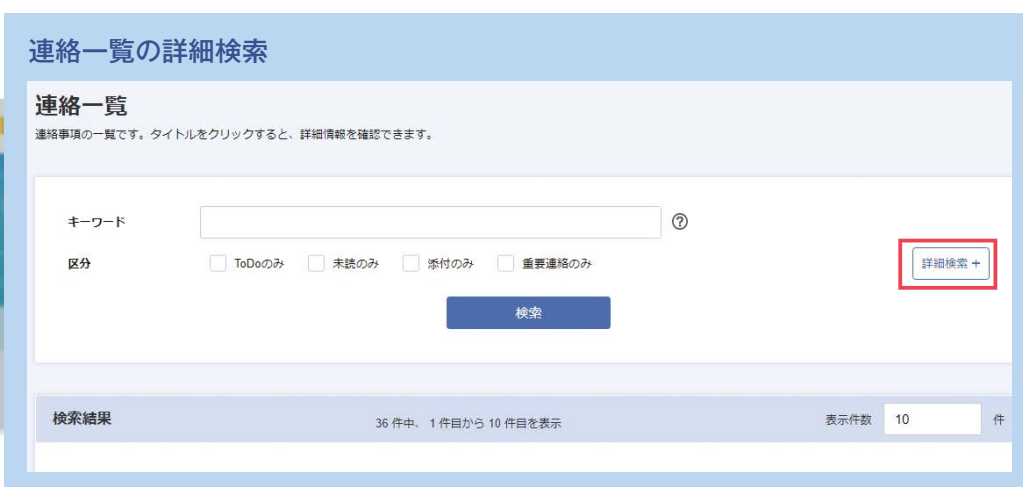 連絡一覧の詳細検索
連絡一覧
連絡事項の一覧です。タイトルをクリックすると、詳細情報を確認できます。
キーワード
?
区分 ToDoのみ 未読のみ 添付のみ 重要連絡のみ 詳細検索 +
検索
検索結果 36 件中、 1 件目から 10 件目を表示 表示件数 10 件